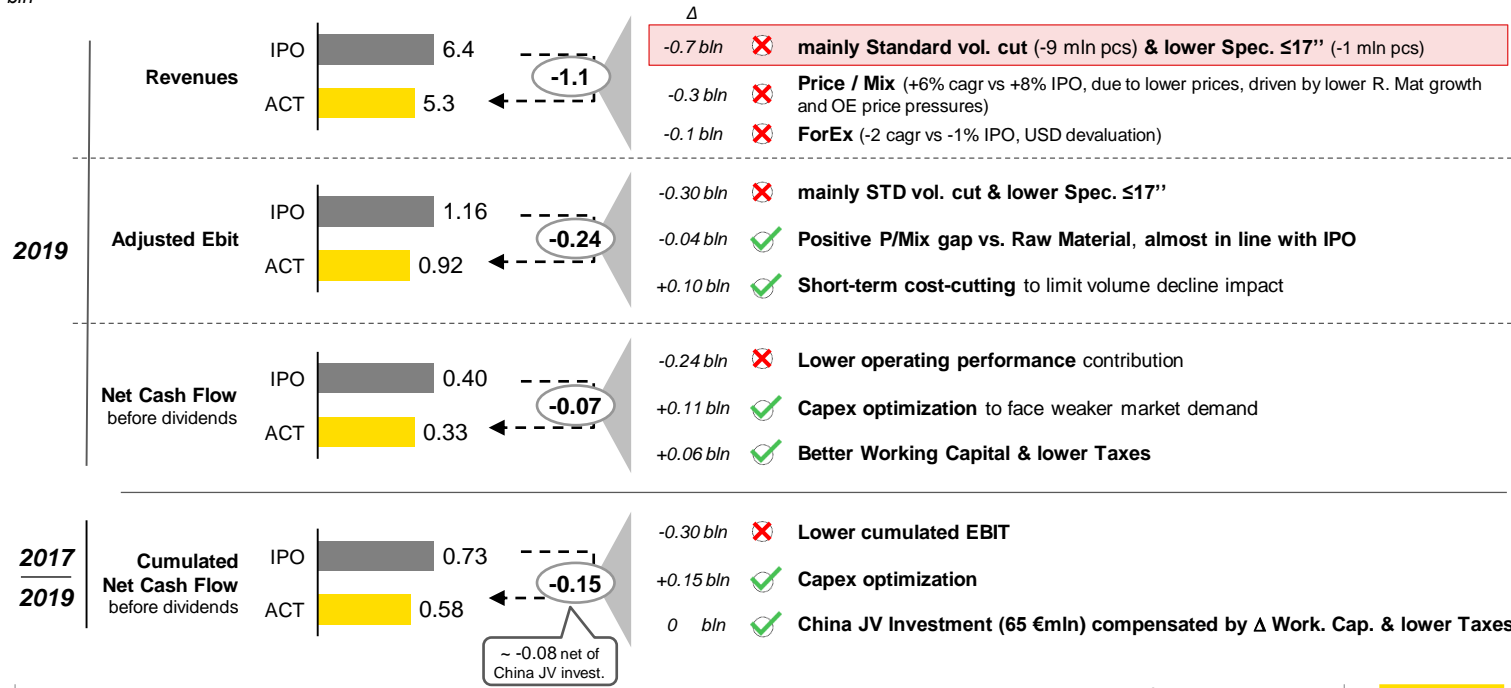 bln
Δ
2019
Revenues
IPO
6.4
ACT
5.3
-1.1
-0.7 bln
mainly Standard vol. cut (-9 mln pcs) & lower Spec. ≤17’’ (-1 mln pcs)
-0.3 bln
Price / Mix (+6% cagr vs +8% IPO, due to lower prices, driven by lower R. Mat growth
and OE price pressures)
-0.1 bln
ForEx (-2 cagr vs -1% IPO, USD devaluation)
Adjusted Ebit
IPO
1.16
ACT
0.92
-0.24
-0.30 bln
mainly STD vol. cut & lower Spec. ≤17’’
-0.04 bln
Positive P/Mix gap vs. Raw Material, almost in line with IPO
+0.10 bln
Short-term cost-cutting to limit volume decline impact
Net Cash Flow
before dividends
IPO
0.40
ACT
0.33
-0.07
-0.24 bln
Lower operating performance contribution
+0.11 bln
Capex optimization to face weaker market demand
+0.06 bln
Better Working Capital & lower Taxes
2017
2019
Cumulated
Net Cash Flow
before dividends
IPO
0.73
ACT
0.58
-0.15
~ -0.08 net of
China JV invest.
-0.30 bln
Lower cumulated EBIT
+0.15 bln
Capex optimization
0 bln
China JV Investment (65 €mln) compensated by Δ Work. Cap. & lower Taxes